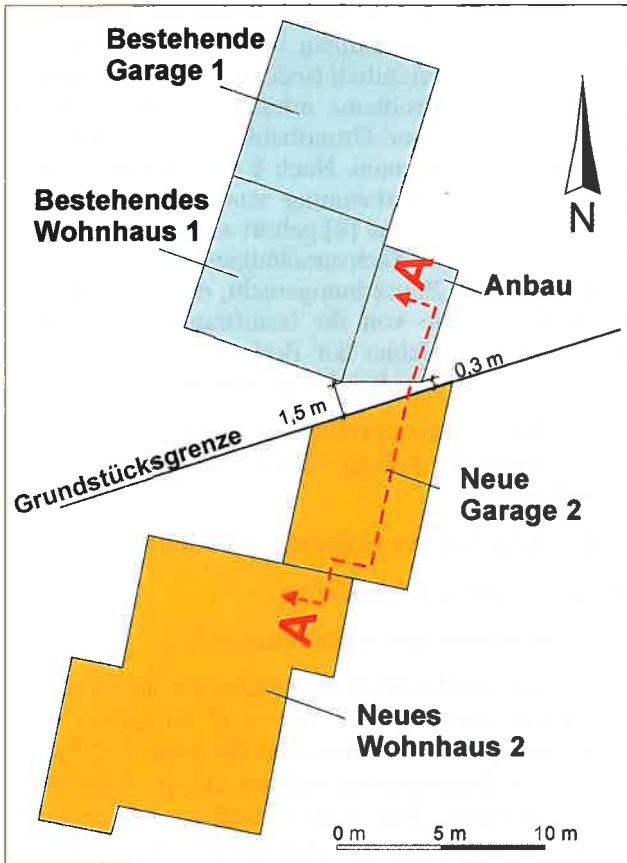 Bestehende
Garage 1
Bestehendes
Wohnhaus 1
N
A
Anbau
0,3 m
1,5 m
Grundstücksgrenze
Neue
Garage 2
A
Neues
Wohnhaus 2
0 m 5 m 10 m